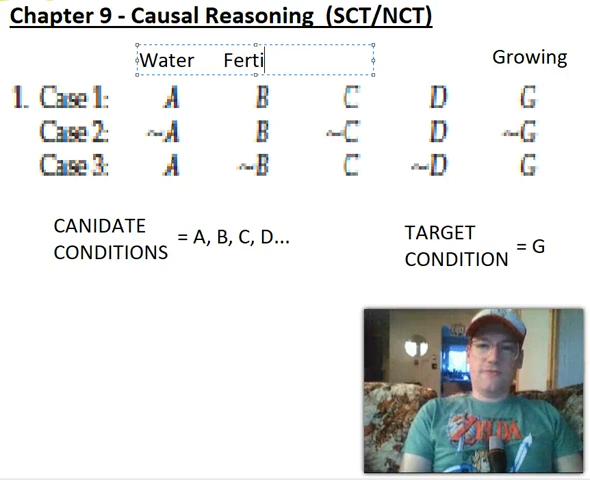 Chapter 9 - Causal Reasoning (SCT/NCT)
Water Ferti Growing
1. Case 1: A B C D G
Case 2: ~A B ~C D ~G
Case 3: A ~B C ~D G
CANIDATE
CONDITIONS = A, B, C, D...
TARGET
CONDITION = G
ZELDA